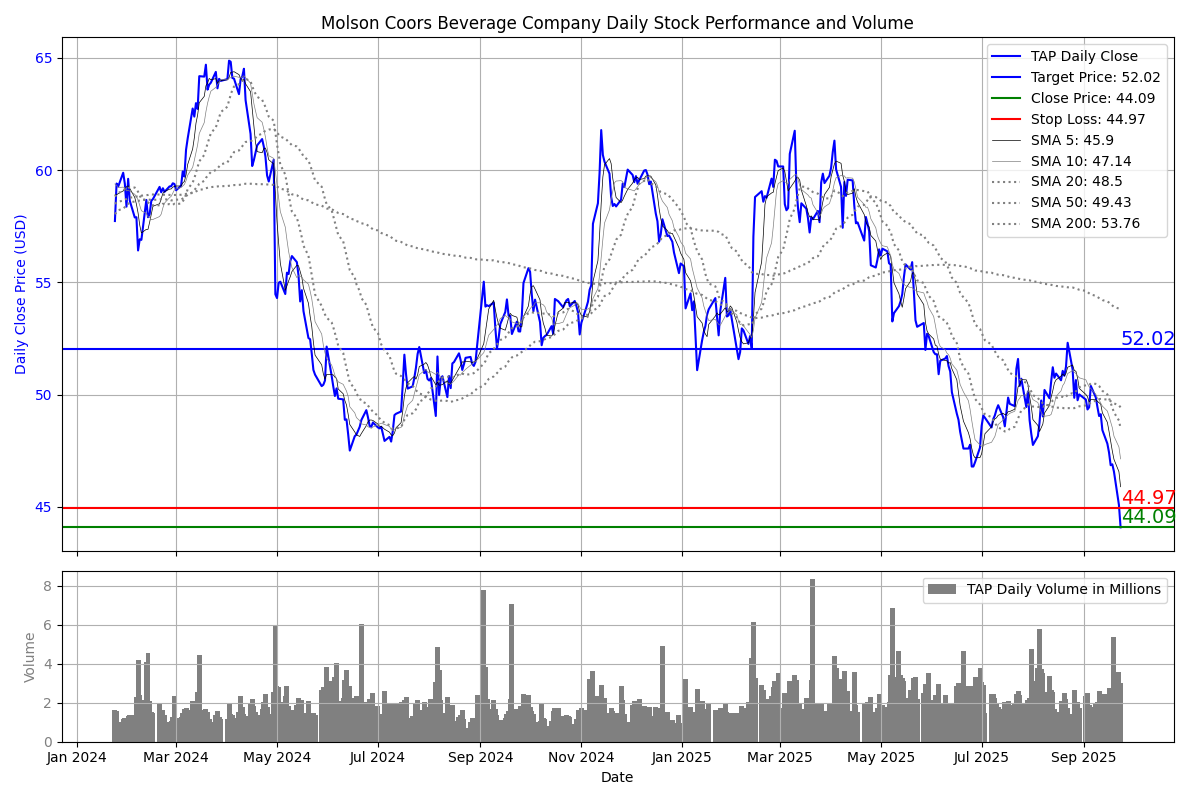 Molson Coors Beverage Company Daily Stock Performance and Volume
Daily Close Price (USD)
65
60
55
50
45
TAP Daily Close
Target Price: 52.02
Close Price: 44.09
Stop Loss: 44.97
SMA 5: 45.9
SMA 10: 47.14
SMA 20: 48.5
SMA 50: 49.43
SMA 200: 53.76
52.02
44.97
44.09
Volume
8
6
4
2
0
TAP Daily Volume in Millions
Jan 2024 Mar 2024 May 2024 Jul 2024 Sep 2024 Nov 2024 Jan 2025 Mar 2025 May 2025 Jul 2025 Sep 2025
Date